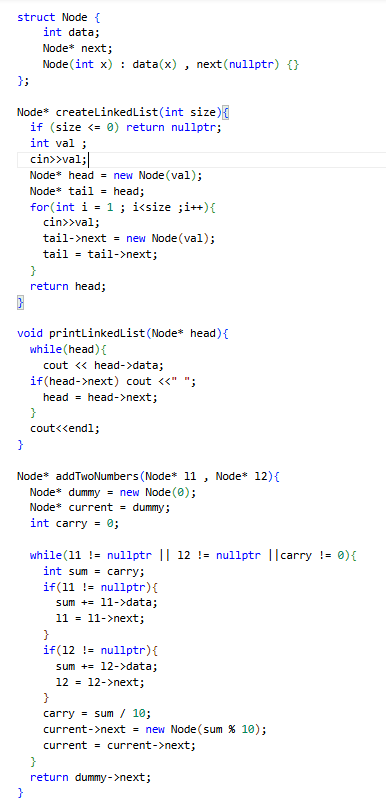 struct Node {
    int data;
    Node* next;
    Node(int x) : data(x) , next(nullptr) {}
};

Node* createLinkedList(int size){
  if (size <= 0) return nullptr;
  int val ;
  cin>>val;
  Node* head = new Node(val);
  Node* tail = head;
  for(int i = 1 ; i<size ;i++){
    cin>>val;
    tail->next = new Node(val);
    tail = tail->next;
  }
  return head;
}

void printLinkedList(Node* head){
  while(head){
    cout << head->data;
  if(head->next) cout <<" ";
    head = head->next;
  }
  cout<<endl;
}

Node* addTwoNumbers(Node* l1 , Node* l2){
  Node* dummy = new Node(0);
  Node* current = dummy;
  int carry = 0;

  while(l1 != nullptr || l2 != nullptr ||carry != 0){
    int sum = carry;
    if(l1 != nullptr){
      sum += l1->data;
      l1 = l1->next;
    }
    if(l2 != nullptr){
      sum += l2->data;
      l2 = l2->next;
    }
    carry = sum / 10;
    current->next = new Node(sum % 10);
    current = current->next;
  }
  return dummy->next;
}